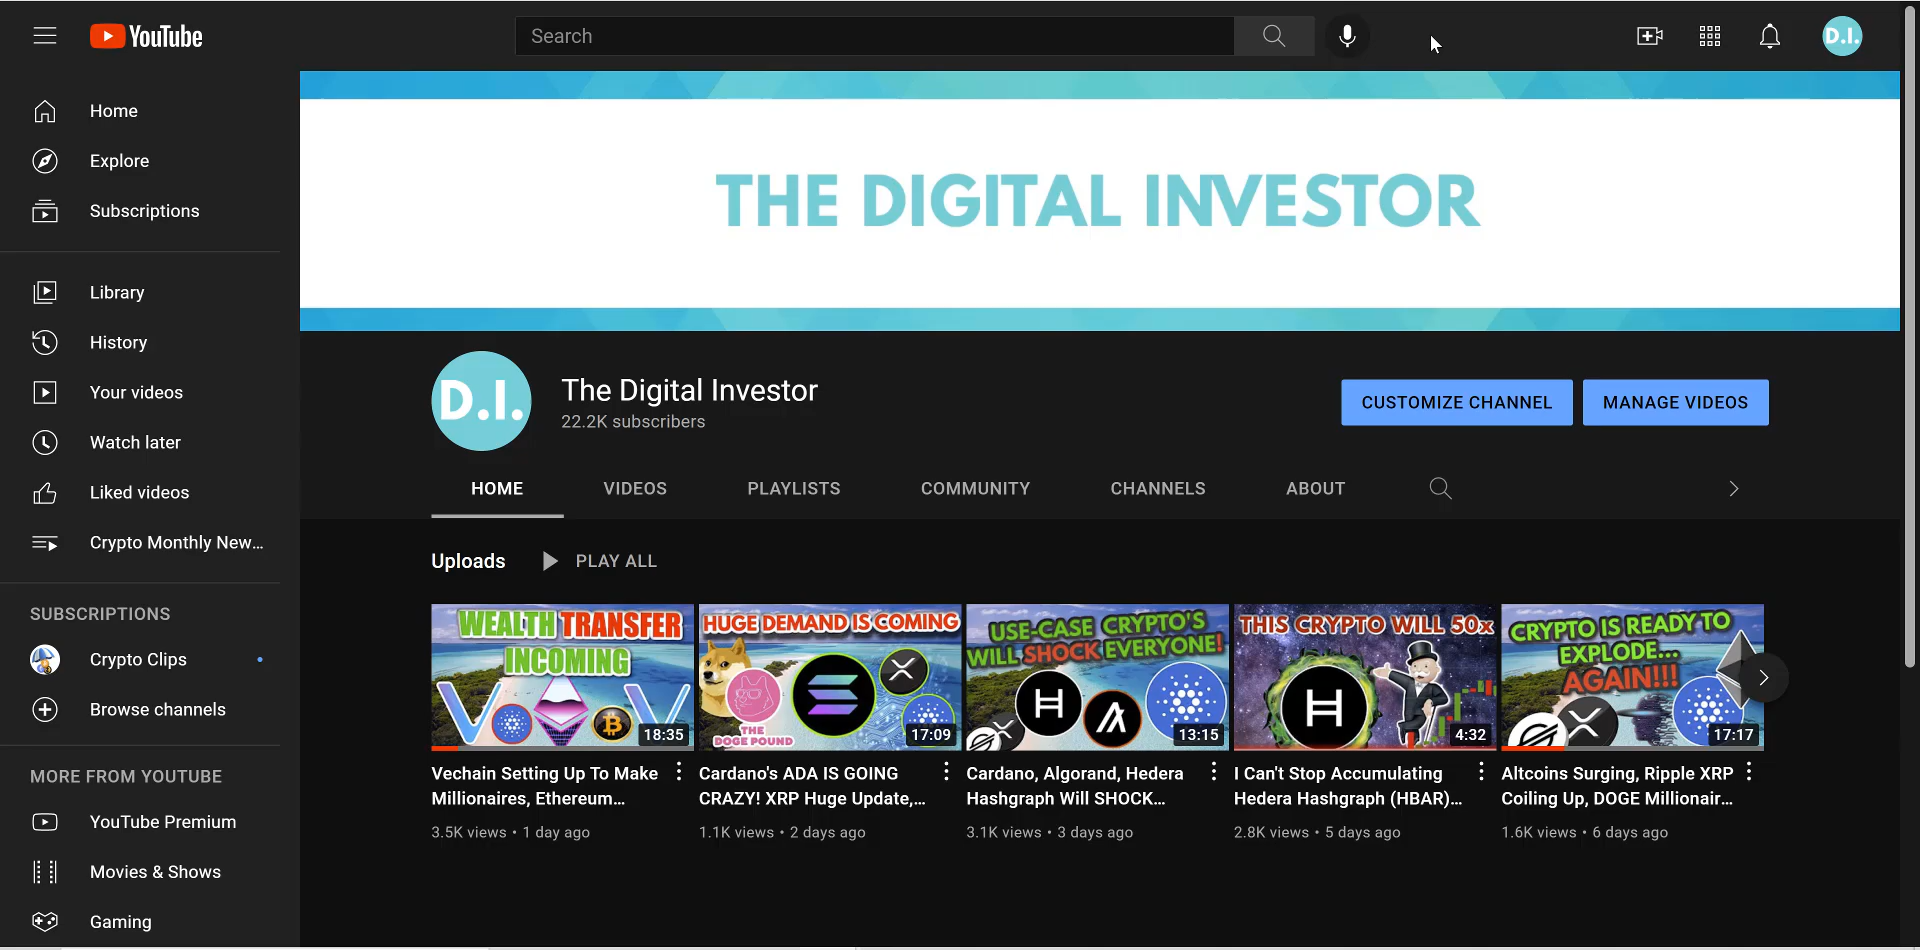 YouTube
Search
D.I.
Home
Explore
Subscriptions
Library
History
Your videos
Watch later
Liked videos
Crypto Monthly New...
SUBSCRIPTIONS
Crypto Clips
Browse channels
MORE FROM YOUTUBE
YouTube Premium
Movies & Shows
Gaming
THE DIGITAL INVESTOR
D.I.
The Digital Investor
22.2K subscribers
CUSTOMIZE CHANNEL
MANAGE VIDEOS
HOME
VIDEOS
PLAYLISTS
COMMUNITY
CHANNELS
ABOUT
Uploads
PLAY ALL
WEALTH TRANSFER
INCOMING
18:35
Vechain Setting Up To Make
Millionaires, Ethereum...
3.5K views • 1 day ago
HUGE DEMAND IS COMING
THE
DOGE POUND
17:09
Cardano's ADA IS GOING
CRAZY! XRP Huge Update,...
1.1K views • 2 days ago
USE-CASE CRYPTO'S
WILL SHOCK EVERYONE!
13:15
Cardano, Algorand, Hedera
Hashgraph Will SHOCK...
3.1K views • 3 days ago
THIS CRYPTO WILL 50x
4:32
I Can't Stop Accumulating
Hedera Hashgraph (HBAR)...
2.8K views • 5 days ago
CRYPTO IS READY TO
EXPLODE...
AGAIN!!!
17:17
Altcoins Surging, Ripple XRP
Coiling Up, DOGE Millionair...
1.6K views • 6 days ago